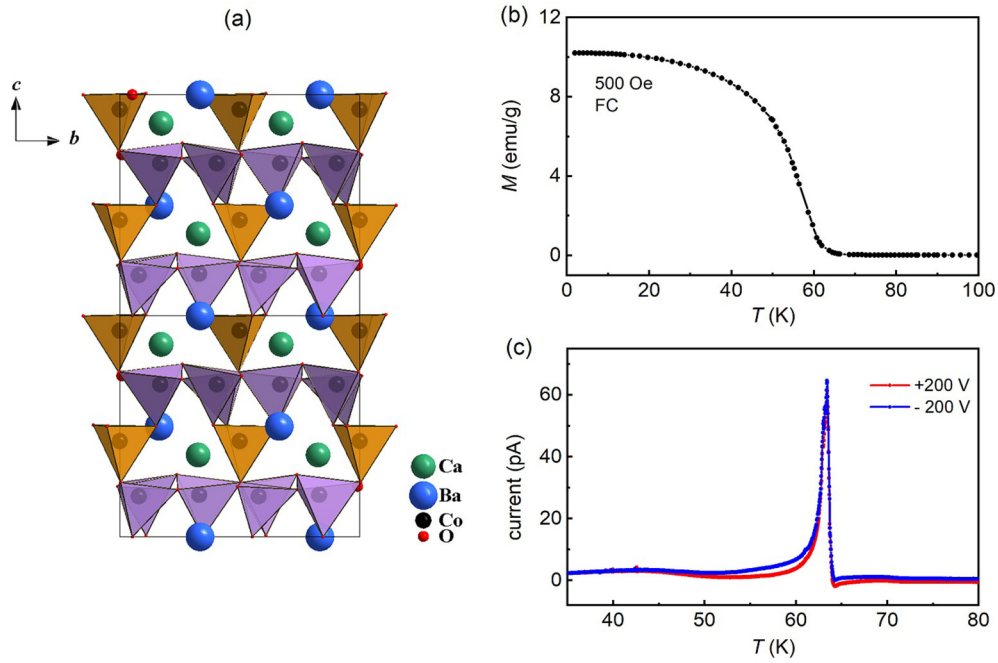 (a)
c
b
Ca
Ba
Co
O
(b)
12
8
4
0
M (emu/g)
500 Oe
FC
0 20 40 60 80 100
T (K)
(c)
60
40
20
0
current (pA)
+200 V
- 200 V
40 50 60 70 80
T (K)